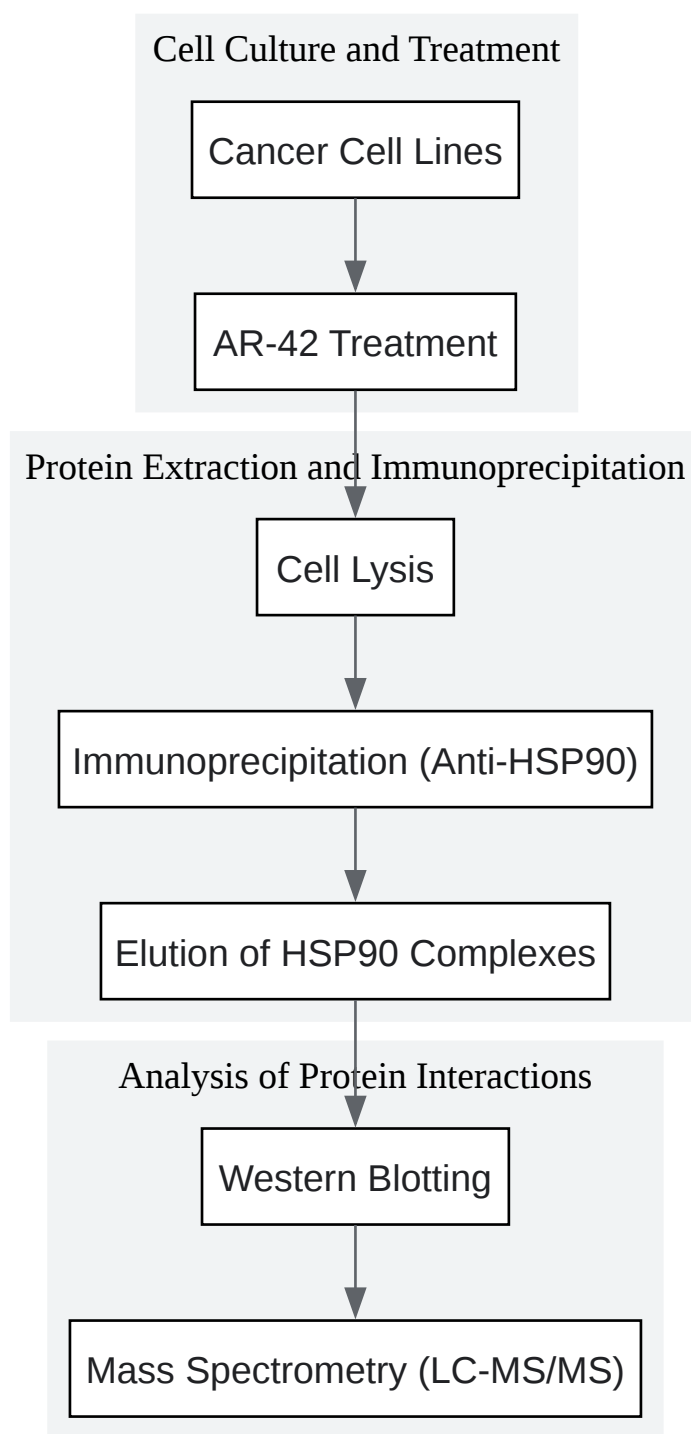 Cell Culture and Treatment
Cancer Cell Lines
AR-42 Treatment
Protein Extraction and Immunoprecipitation
Cell Lysis
Immunoprecipitation (Anti-HSP90)
Elution of HSP90 Complexes
Analysis of Protein Interactions
Western Blotting
Mass Spectrometry (LC-MS/MS)